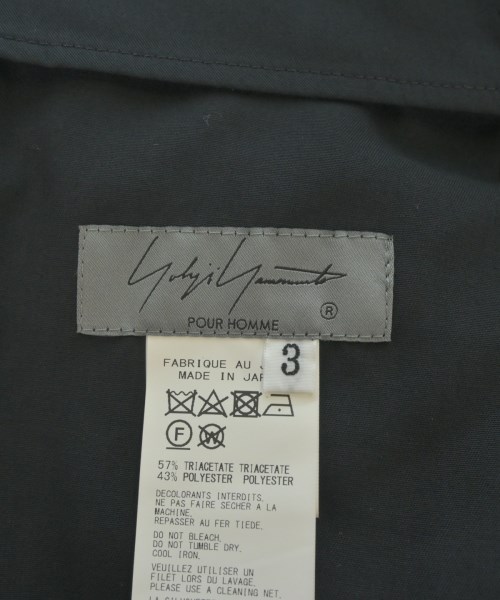 Yohji Yamamoto
®
POUR HOMME
3
FABRIQUE AU J
MADE IN JAP
F
W
57% TRIACETATE TRIACETATE
43% POLYESTER POLYESTER
DECOLORANTS INTERDITS.
NE PAS FAIRE SECHER A LA
MACHINE.
REPASSER AU FER TIEDE.
DO NOT BLEACH.
DO NOT TUMBLE DRY.
COOL IRON.
VEUILLEZ UTILISER UN
FILET LORS DU LAVAGE.
PLEASE USE A CLEANING NET.